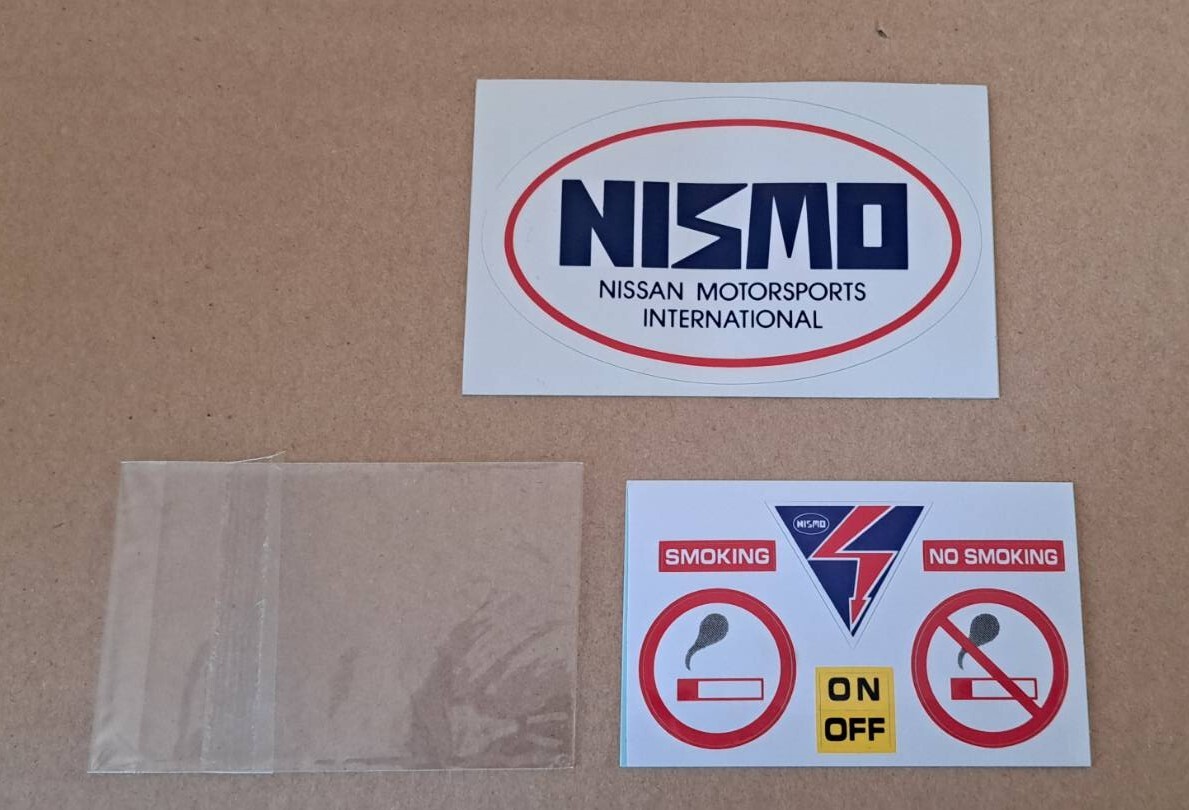 NISMO
NISSAN MOTORSPORTS
INTERNATIONAL
NISMO
SMOKING
NO SMOKING
ON
OFF